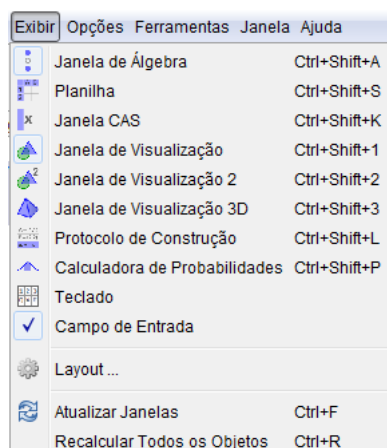 Exibir Opções Ferramentas Janela Ajuda
Janela de Álgebra Ctrl+Shift+A
Planilha Ctrl+Shift+S
Janela CAS Ctrl+Shift+K
Janela de Visualização Ctrl+Shift+1
Janela de Visualização 2 Ctrl+Shift+2
Janela de Visualização 3D Ctrl+Shift+3
Protocolo de Construção Ctrl+Shift+L
Calculadora de Probabilidades Ctrl+Shift+P
Teclado
Campo de Entrada
Layout ...
Atualizar Janelas Ctrl+F
Recalcular Todos os Objetos Ctrl+R